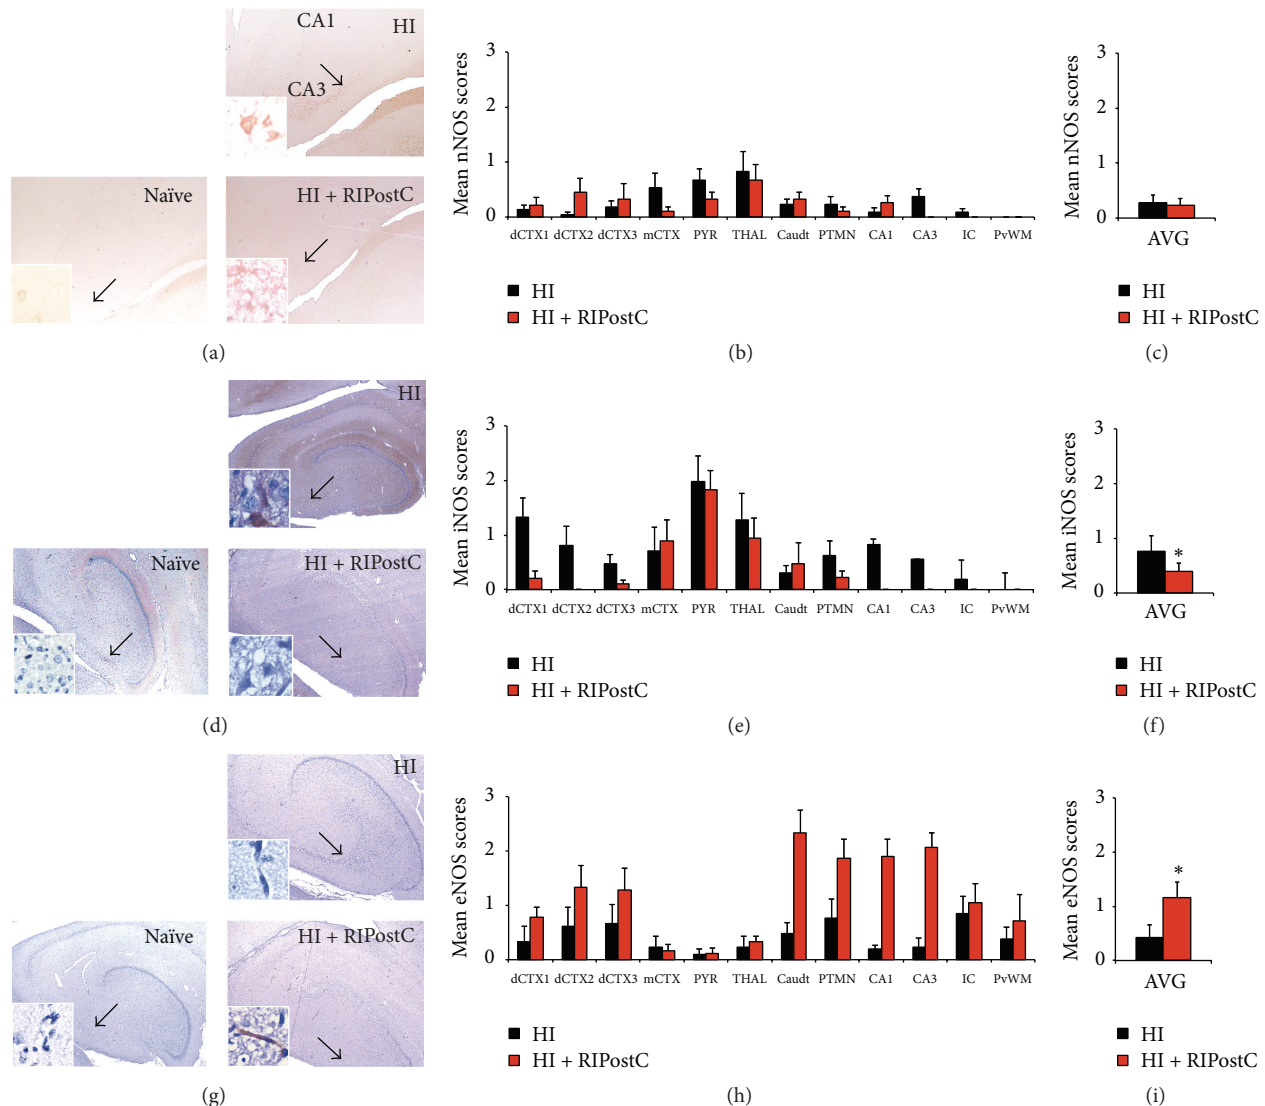 CA1
HI
CA3
Naïve
HI + RIPostC
(a)
Mean nNOS scores
3
2
1
0
dCTX1 dCTX2 dCTX3 mCTX PYR THAL Caudt PTMN CA1 CA3 IC PvWM
HI
HI + RIPostC
(b)
Mean nNOS scores
3
2
1
0
AVG
HI
HI + RIPostC
(c)
HI
Naïve
HI + RIPostC
(d)
Mean iNOS scores
3
2
1
0
dCTX1 dCTX2 dCTX3 mCTX PYR THAL Caudt PTMN CA1 CA3 IC PvWM
HI
HI + RIPostC
(e)
Mean iNOS scores
3
2
1
0
*
AVG
HI
HI + RIPostC
(f)
HI
Naïve
HI + RIPostC
(g)
Mean eNOS scores
3
2
1
0
dCTX1 dCTX2 dCTX3 mCTX PYR THAL Caudt PTMN CA1 CA3 IC PvWM
HI
HI + RIPostC
(h)
Mean eNOS scores
3
2
1
0
*
AVG
HI
HI + RIPostC
(i)